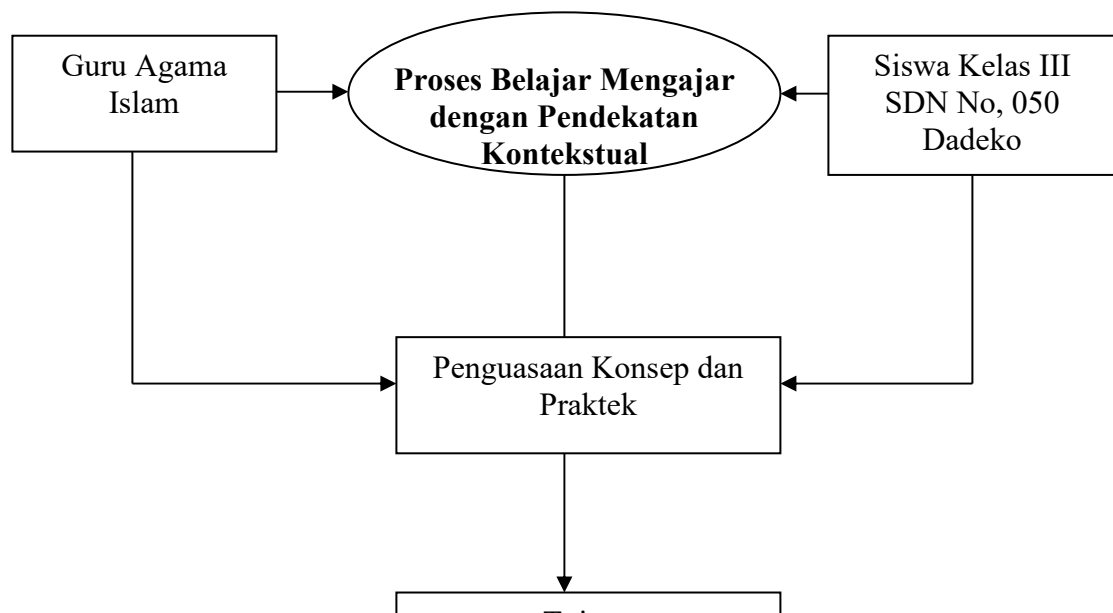 Guru Agama
Islam
Proses Belajar Mengajar
dengan Pendekatan
Kontekstual
Siswa Kelas III
SDN No, 050
Dadeko
Penguasaan Konsep dan
Praktek